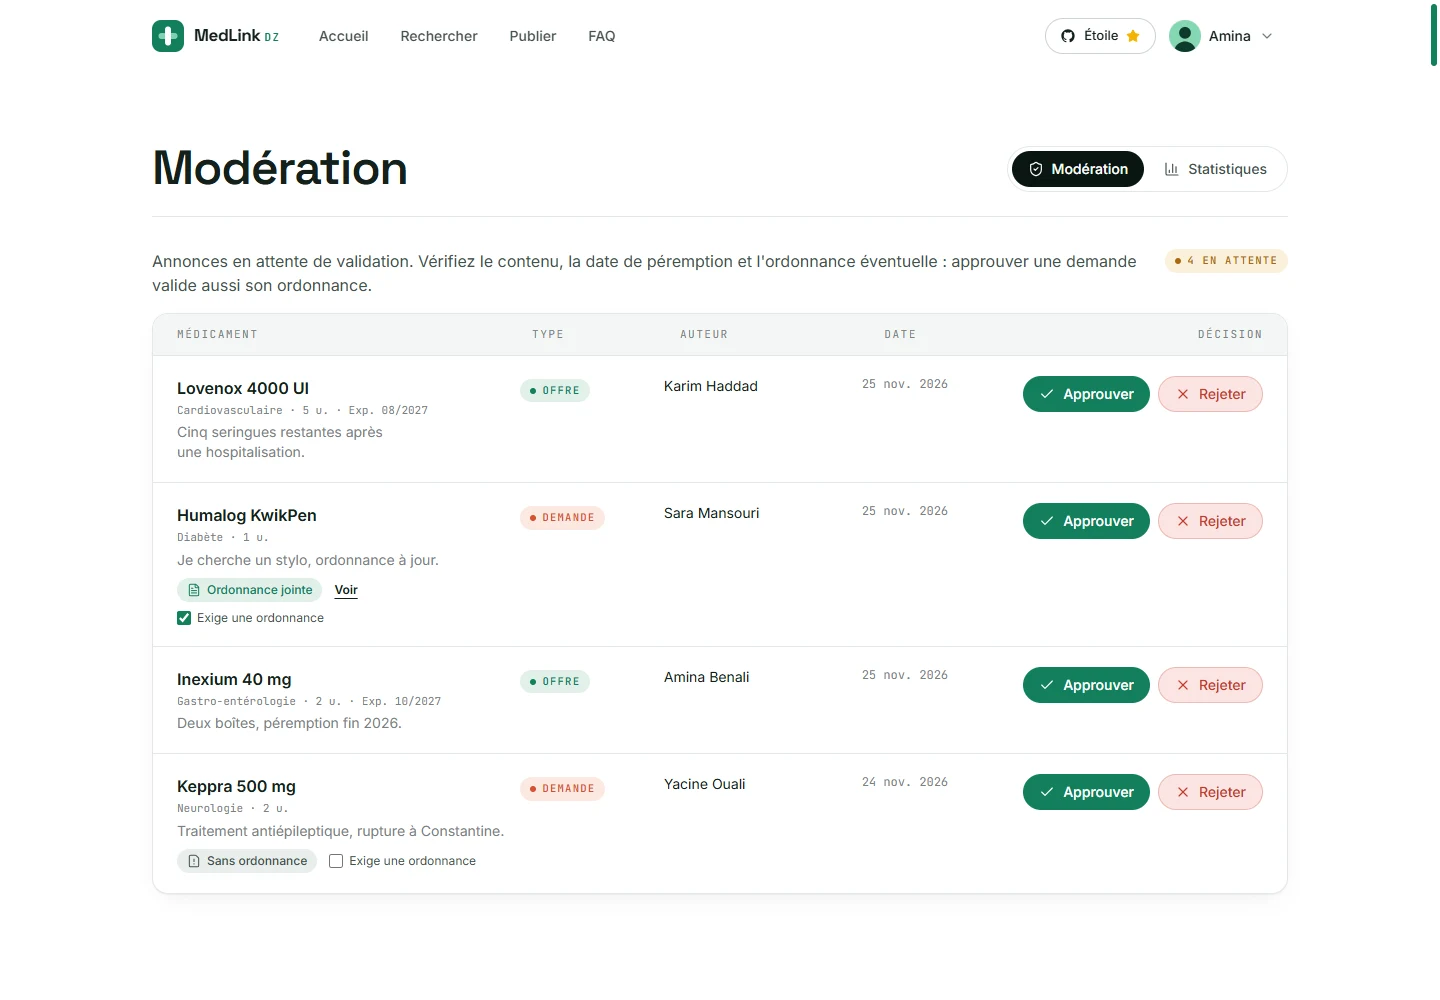 MedLink DZ
Accueil
Rechercher
Publier
FAQ
Étoile
Amina
Modération
Modération
Statistiques
Annonces en attente de validation. Vérifiez le contenu, la date de péremption et l'ordonnance éventuelle : approuver une demande
valide aussi son ordonnance.
4 EN ATTENTE
MÉDICAMENT
TYPE
AUTEUR
DATE
DÉCISION
Lovenox 4000 UI
OFFRE
Karim Haddad
25 nov. 2026
Approuver
Rejeter
Cardiovasculaire · 5 u. · Exp. 08/2027
Cinq seringues restantes après
une hospitalisation.
Humalog KwikPen
DEMANDE
Sara Mansouri
25 nov. 2026
Approuver
Rejeter
Diabète · 1 u.
Je cherche un stylo, ordonnance à jour.
Ordonnance jointe
Voir
Exige une ordonnance
Inexium 40 mg
OFFRE
Amina Benali
25 nov. 2026
Approuver
Rejeter
Gastro-entérologie · 2 u. · Exp. 10/2027
Deux boîtes, péremption fin 2026.
Keppra 500 mg
DEMANDE
Yacine Ouali
24 nov. 2026
Approuver
Rejeter
Neurologie · 2 u.
Traitement antiépileptique, rupture à Constantine.
Sans ordonnance
Exige une ordonnance